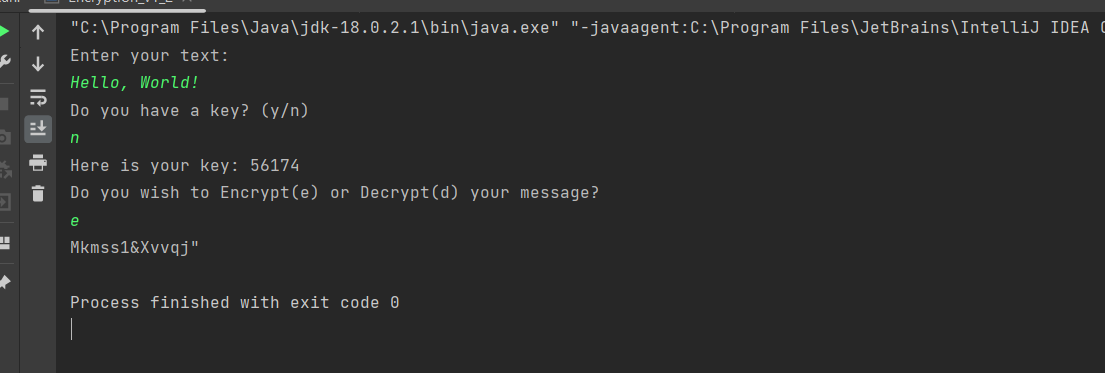 Encryption_V1_2
"C:\Program Files\Java\jdk-18.0.2.1\bin\java.exe" "-javaagent:C:\Program Files\JetBrains\IntelliJ IDEA
Enter your text:
Hello, World!
Do you have a key? (y/n)
n
Here is your key: 56174
Do you wish to Encrypt(e) or Decrypt(d) your message?
e
Mkmss1&Xvvqj"
Process finished with exit code 0